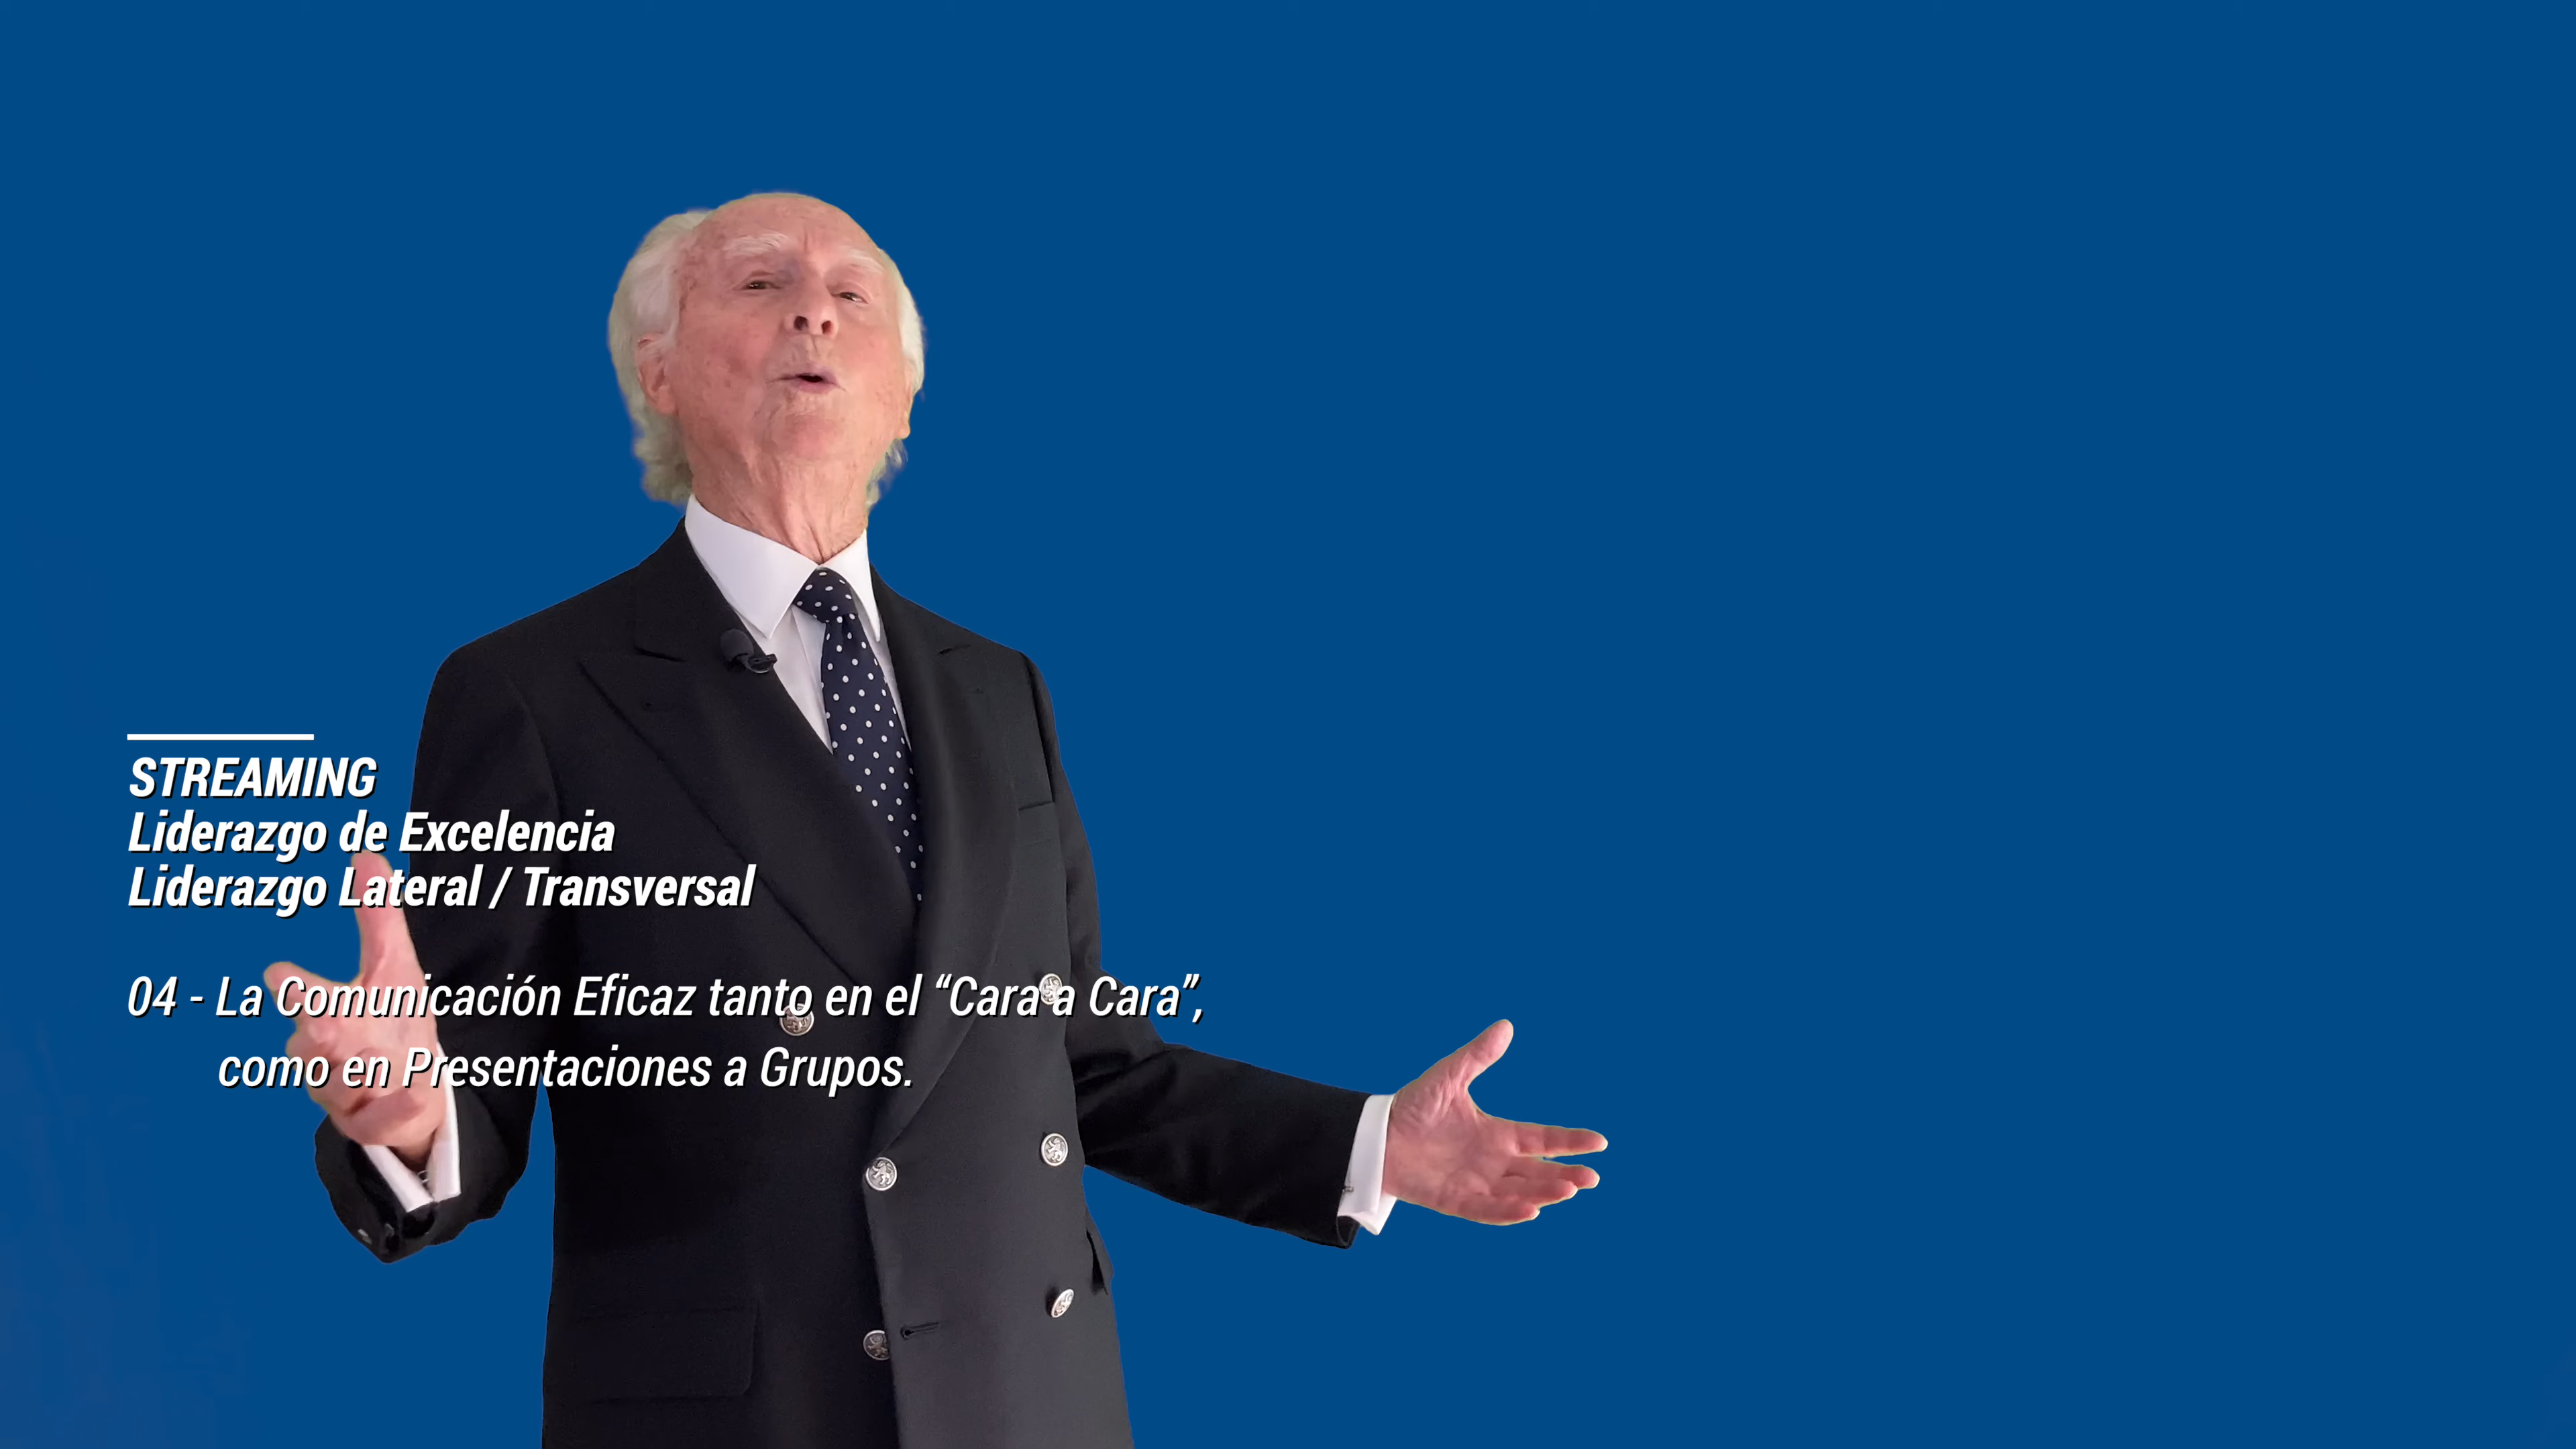 STREAMING
Liderazgo de Excelencia
Liderazgo Lateral / Transversal
04 - La Comunicación Eficaz tanto en el “Cara a Cara”,
como en Presentaciones a Grupos.